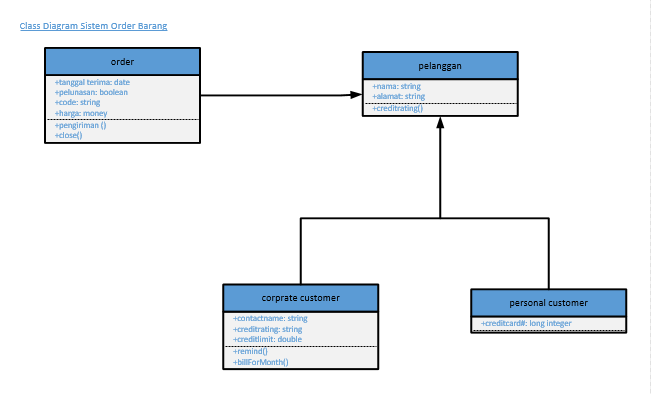 Class Diagram Sistem Order Barang
order
+tanggal terima: date
+pelunasan: boolean
+code: string
+harga: money
+pengiriman ()
+close()
pelanggan
+nama: string
+alamat: string
+creditrating()
corprate customer
+contactname: string
+creditrating: string
+creditlimit: double
+remind()
+billForMonth()
personal customer
+creditcard#: long integer